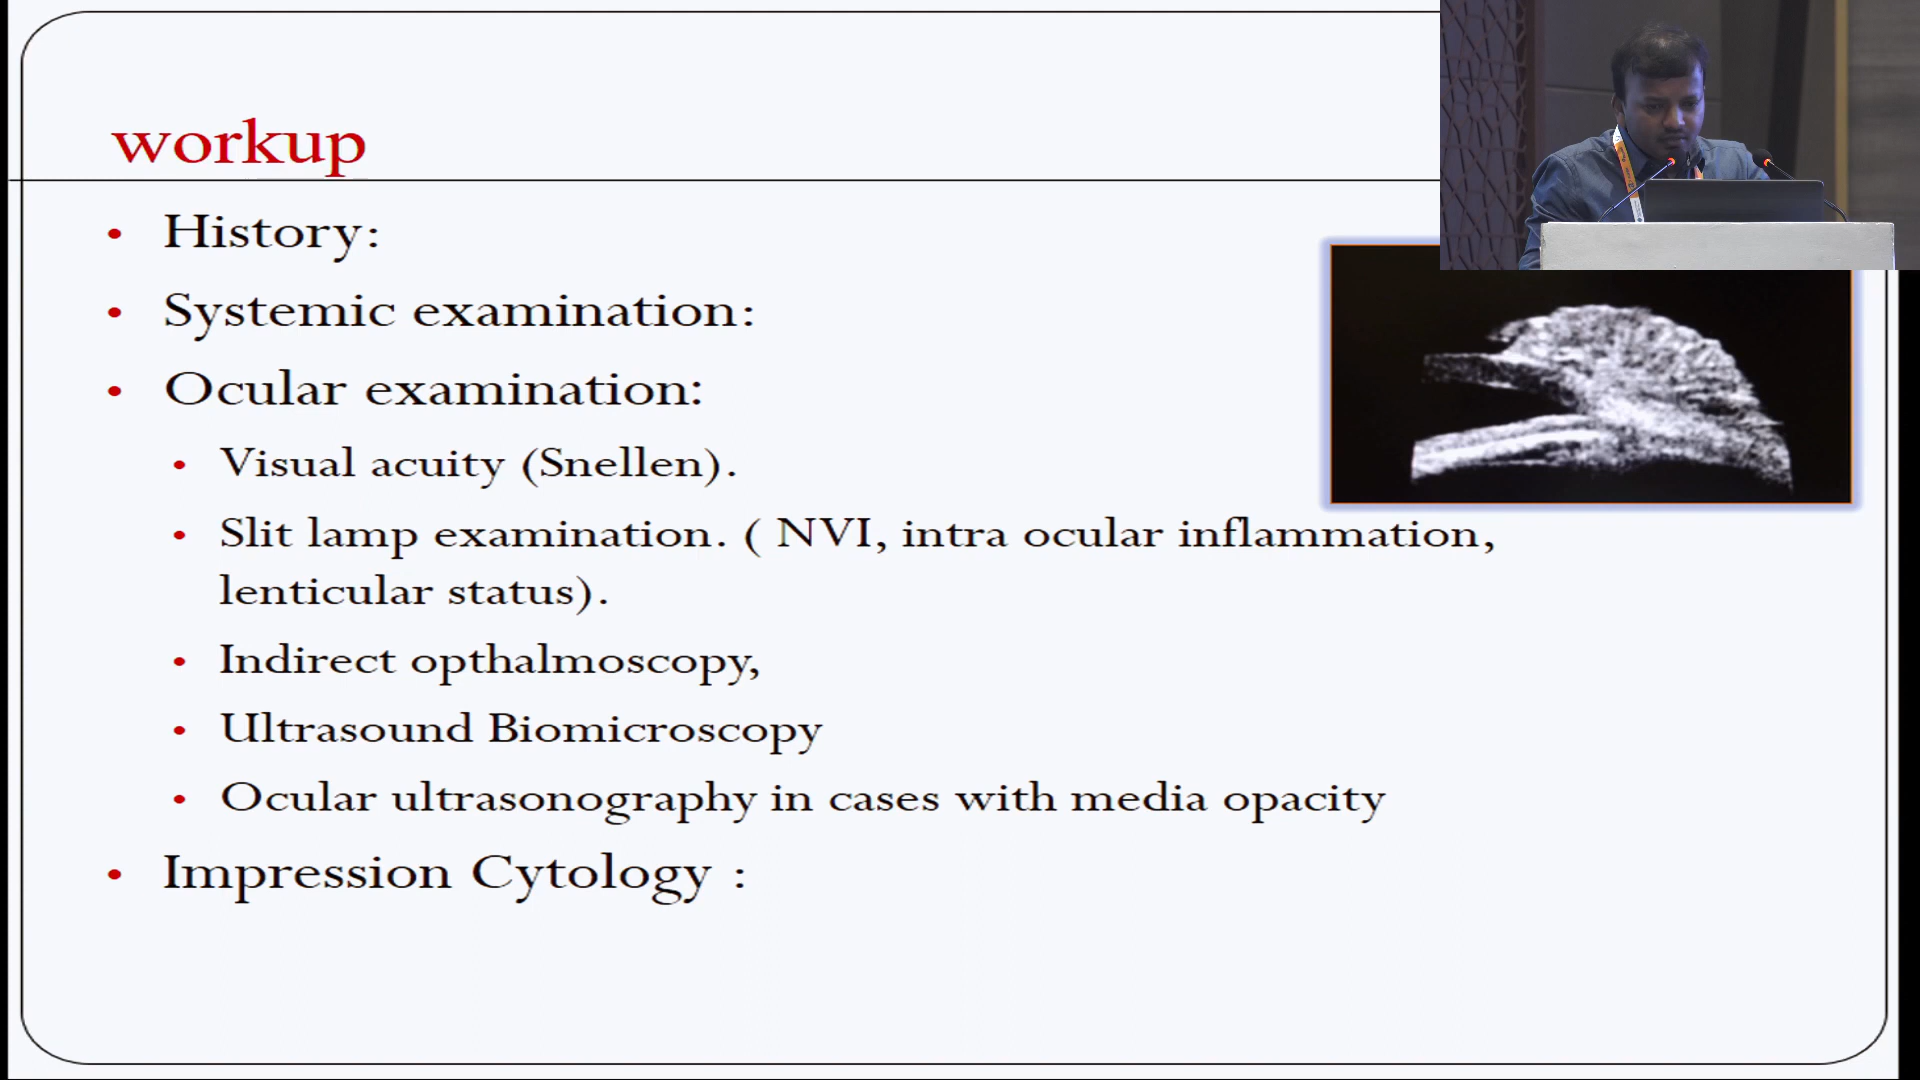 workup
• History:
• Systemic examination:
• Ocular examination:
• Visual acuity (Snellen).
• Slit lamp examination. ( NVI, intra ocular inflammation,
lenticular status).
• Indirect opthalmoscopy,
• Ultrasound Biomicroscopy
• Ocular ultrasonography in cases with media opacity
• Impression Cytology :